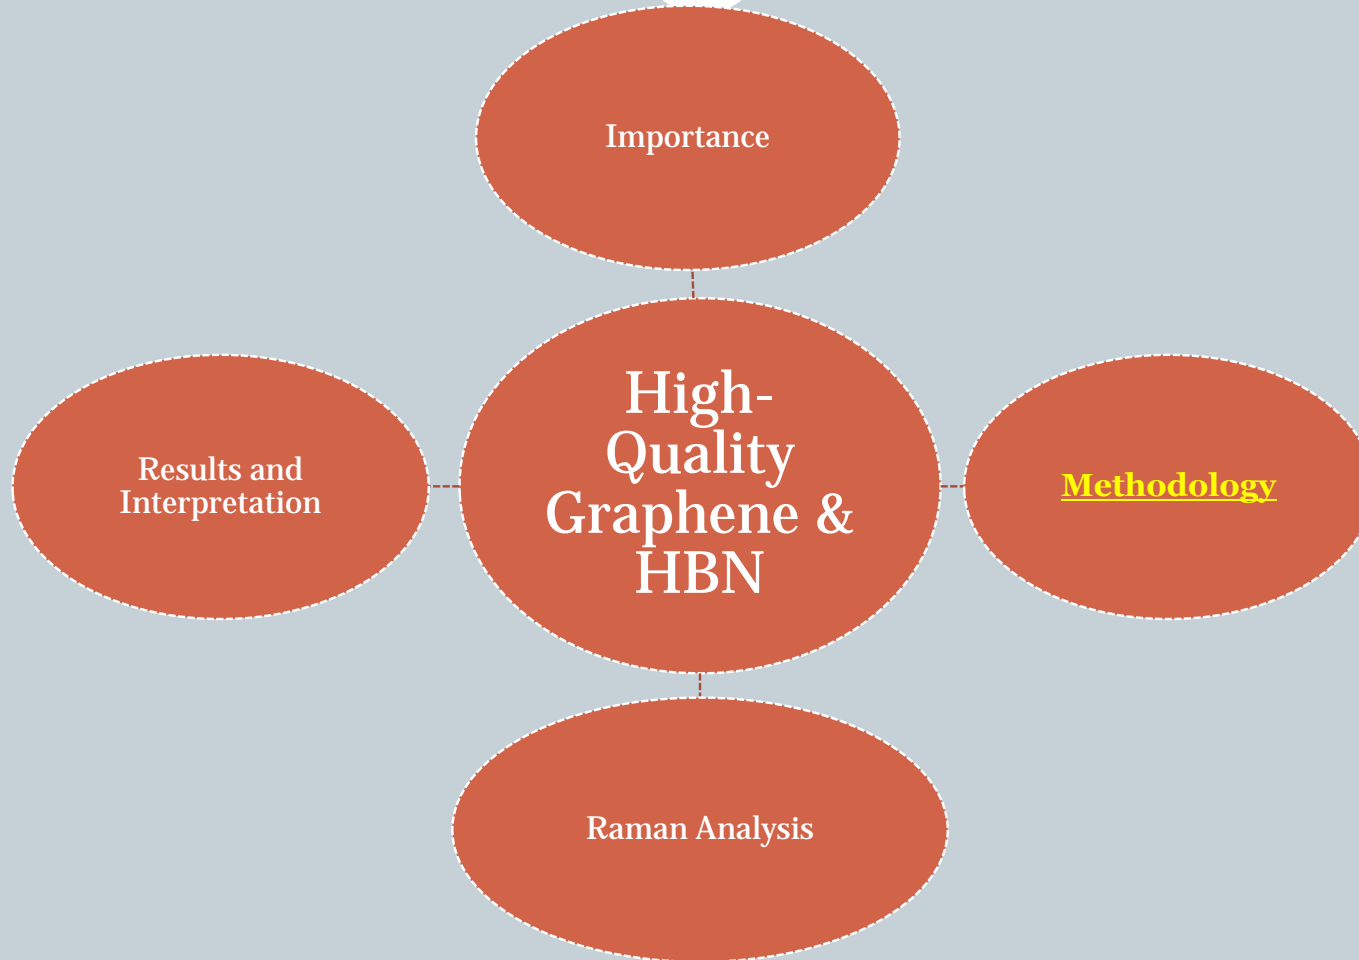 Importance
High-
Quality
Graphene &
HBN
Results and
Interpretation
Methodology
Raman Analysis